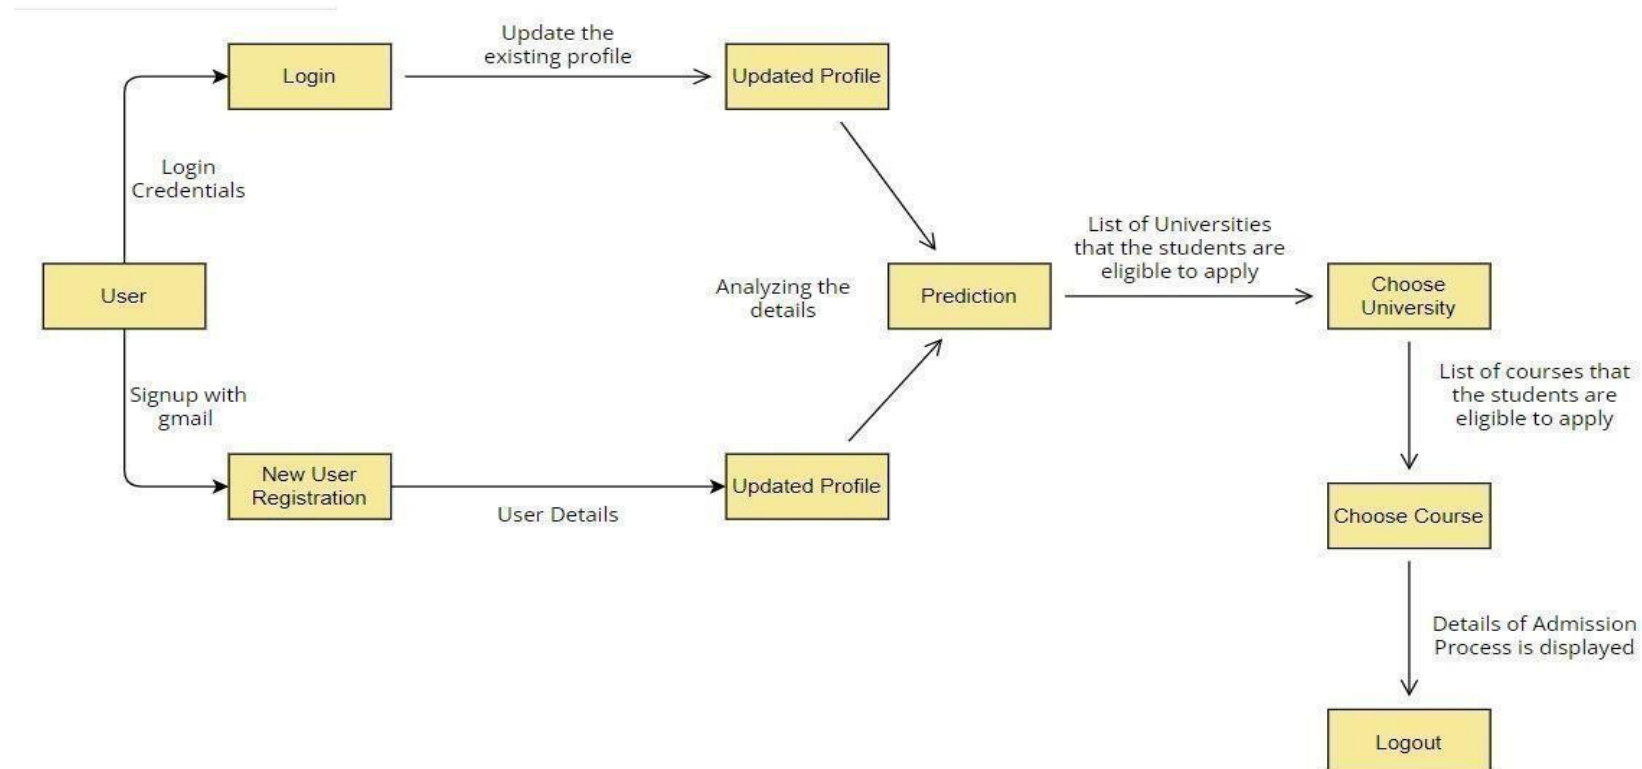 Update the
existing profile
Login
Updated Profile
Login
Credentials
List of Universities
that the students are
eligible to apply
User
Analyzing the
details
Prediction
Choose
University
Signup with
gmail
List of courses that
the students are
eligible to apply
New User
Registration
User Details
Updated Profile
Choose Course
Details of Admission
Process is displayed
Logout